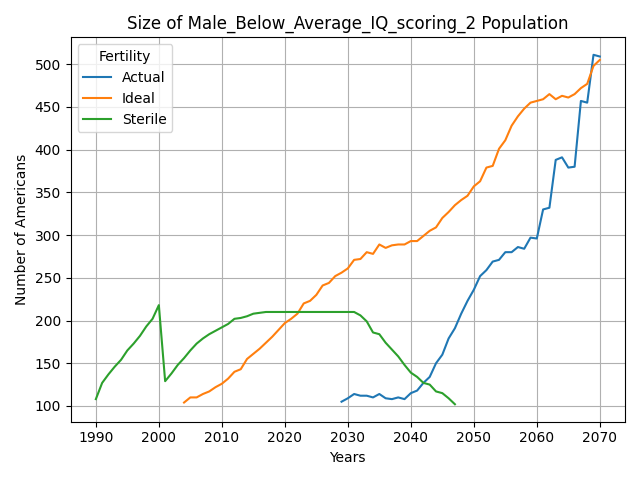 Size of Male_Below_Average_IQ_scoring_2 Population
Fertility
Actual
Ideal
Sterile
Number of Americans
500
450
400
350
300
250
200
150
100
1990 2000 2010 2020 2030 2040 2050 2060 2070
Years